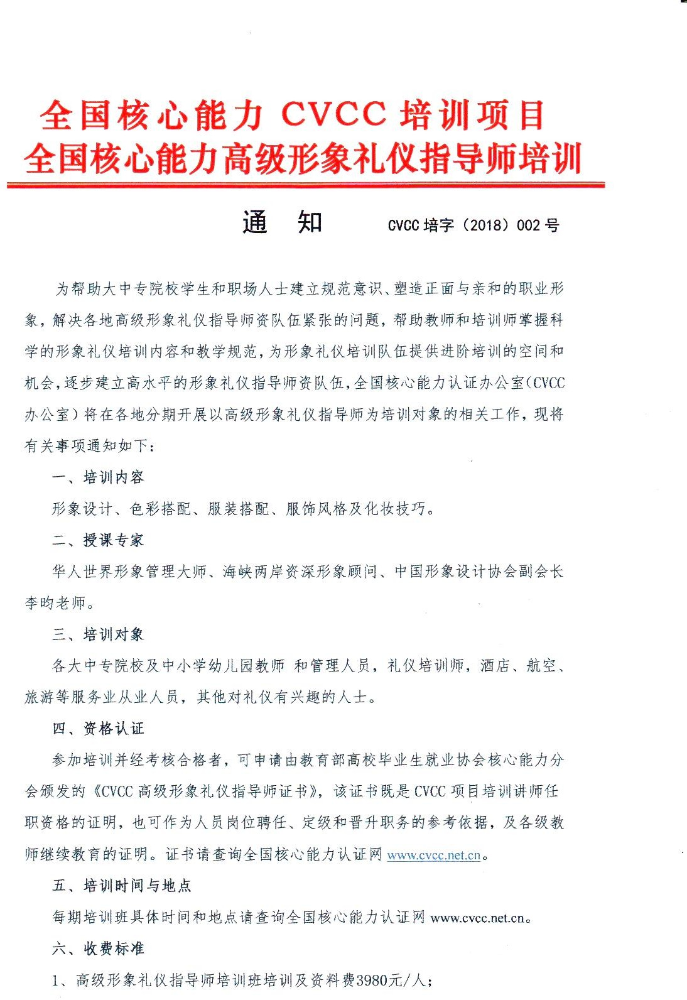 全国核心能力 CVCC 培训项目
全国核心能力高级形象礼仪指导师培训
通 知 CVCC 培字（2018）002 号
为帮助大中专院校学生和职场人士建立规范意识、塑造正面与亲和的职业形
象，解决各地高级形象礼仪指导师资队伍紧张的问题，帮助教师和培训师掌握科
学的形象礼仪培训内容和教学规范，为形象礼仪培训队伍提供进阶培训的空间和
机会，逐步建立高水平的形象礼仪指导师资队伍，全国核心能力认证办公室（CVCC
办公室）将在各地分期开展以高级形象礼仪指导师为培训对象的相关工作，现将
有关事项通知如下：
一、培训内容
形象设计、色彩搭配、服装搭配、服饰风格及化妆技巧。
二、授课专家
华人世界形象管理大师、海峡两岸资深形象顾问、中国形象设计协会副会长
李昀老师。
三、培训对象
各大中专院校及中小学幼儿园教师 和管理人员，礼仪培训师，酒店、航空、
旅游等服务业从业人员，其他对礼仪有兴趣的人士。
四、资格认证
参加培训并经考核合格者，可申请由教育部高校毕业生就业协会核心能力分
会颁发的《CVCC 高级形象礼仪指导师证书》，该证书既是 CVCC 项目培训讲师任
职资格的证明，也可作为人员岗位聘任、定级和晋升职务的参考依据，及各级教
师继续教育的证明。证书请查询全国核心能力认证网 www.cvcc.net.cn。
五、培训时间与地点
每期培训班具体时间和地点请查询全国核心能力认证网 www.cvcc.net.cn。
六、收费标准
1、高级形象礼仪指导师培训班培训及资料费3980元/人；